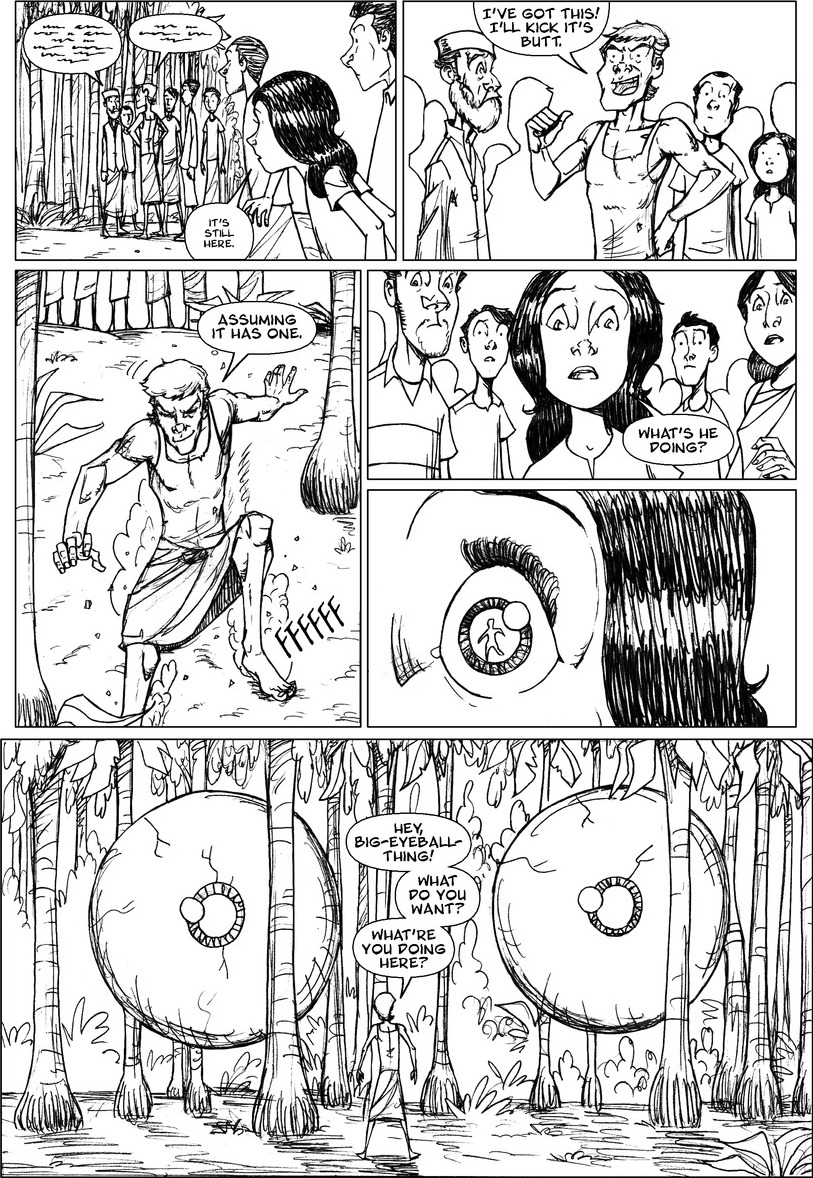 IT'S
STILL
HERE.
I'VE GOT THIS!
I'LL KICK IT'S
BUTT.
ASSUMING
IT HAS ONE.
FFFFFF
WHAT'S HE
DOING?
HEY,
BIG-EYEBALL-
THING!
WHAT
DO YOU
WANT?
WHAT'RE
YOU DOING
HERE?